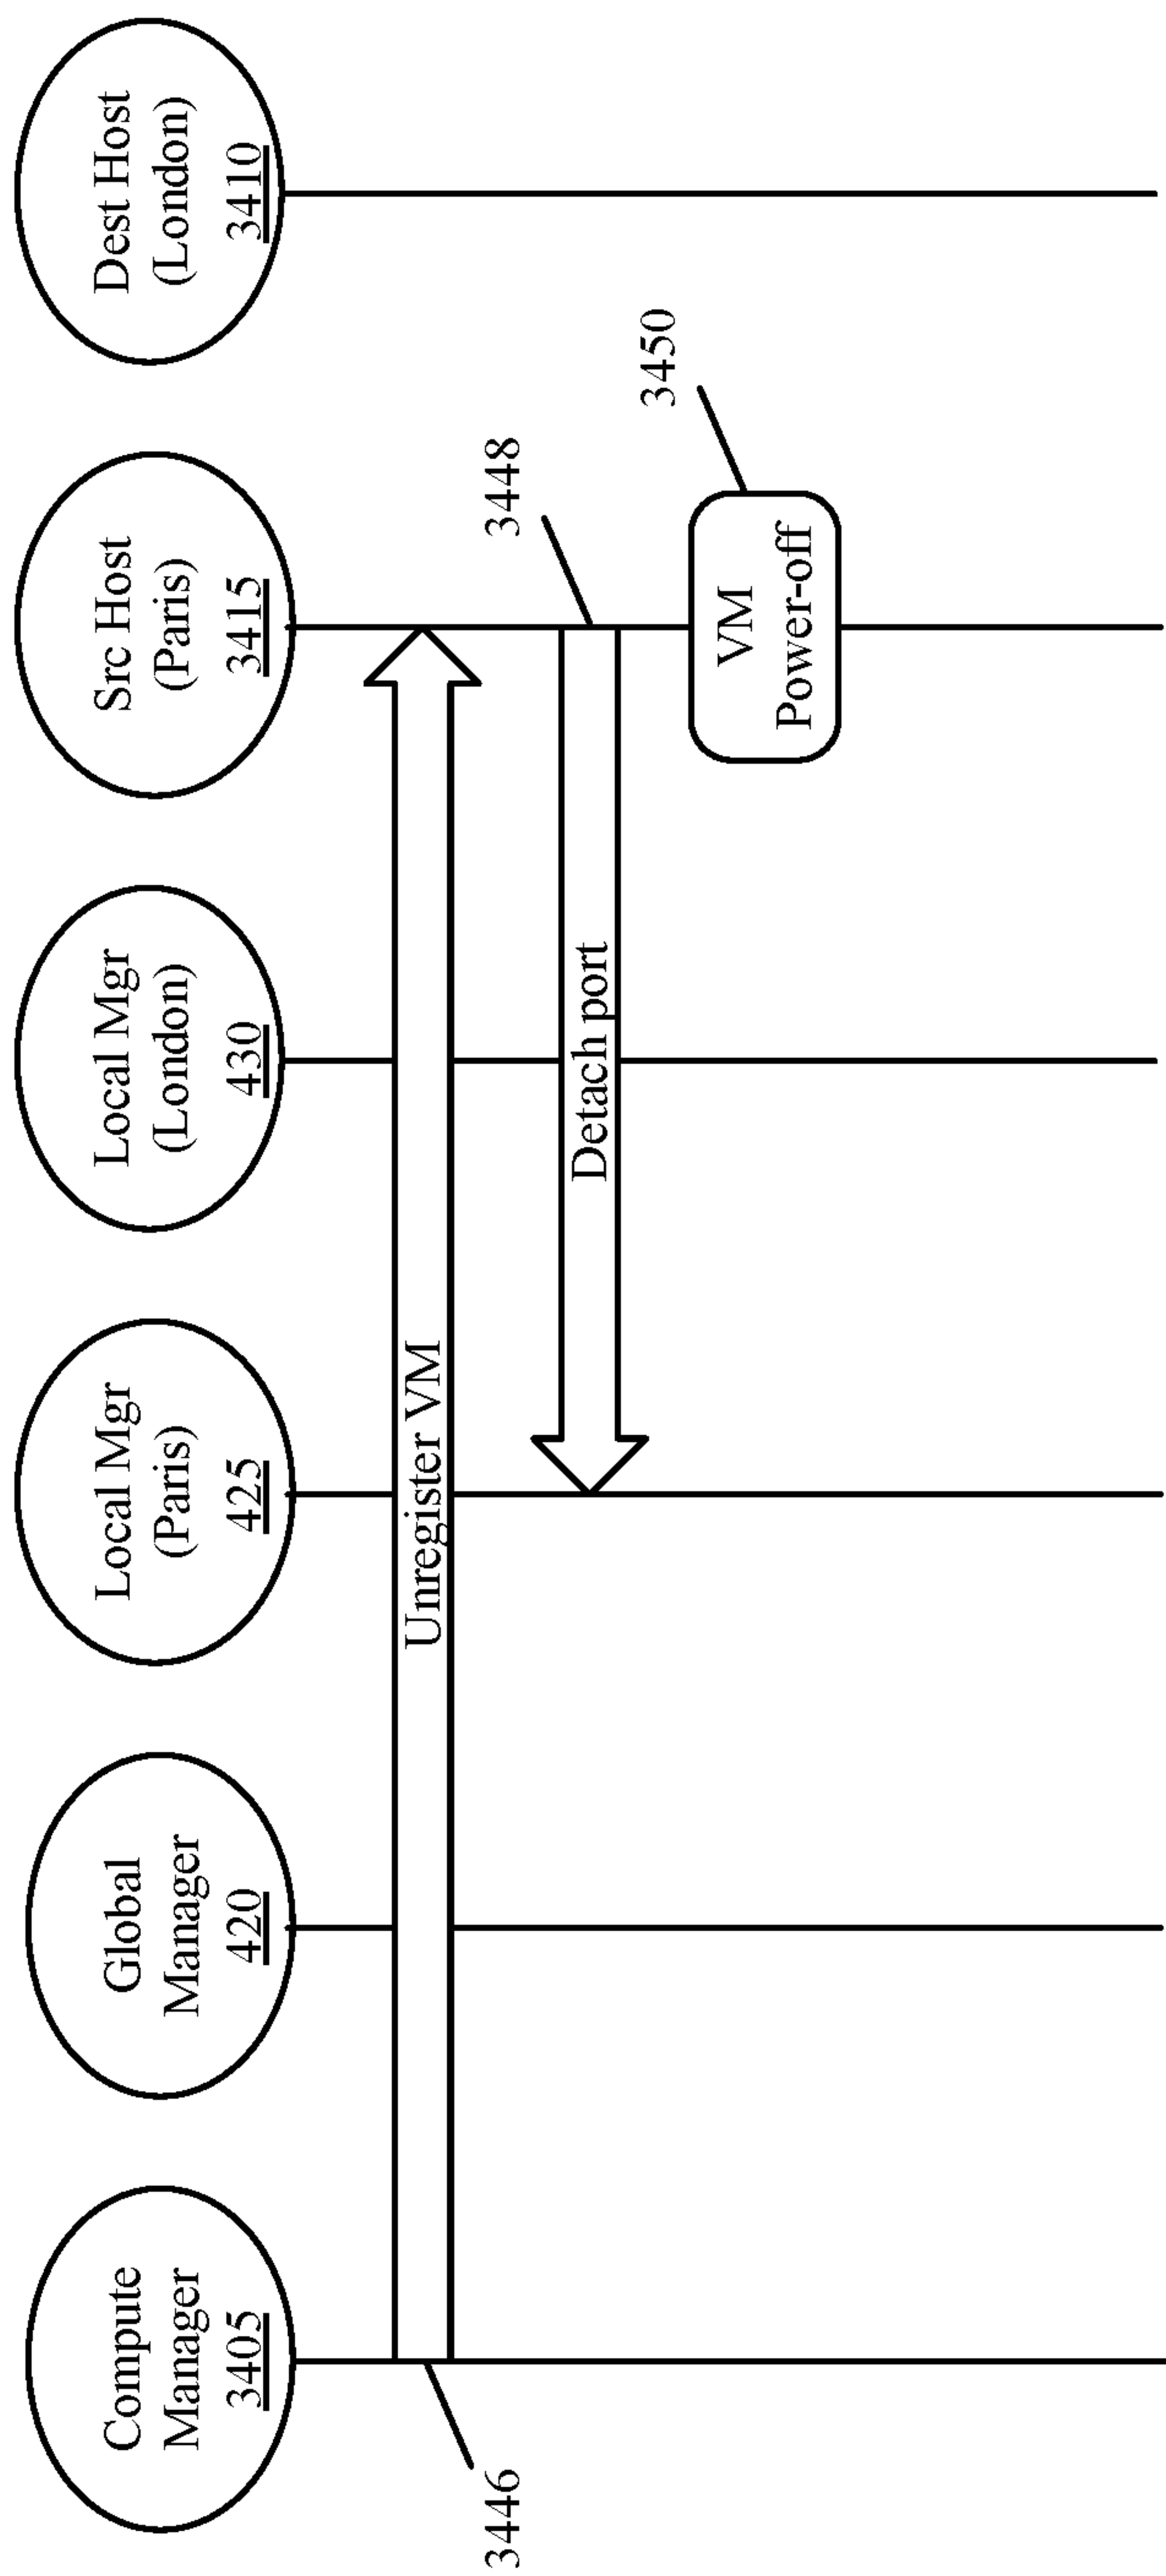 Compute
Manager
3405
Global
Manager
420
Local Mgr
(Paris)
425
Local Mgr
(London)
430
Src Host
(Paris)
3415
Dest Host
(London)
3410
3446
Unregister VM
3448
Detach port
3450
VM
Power-off